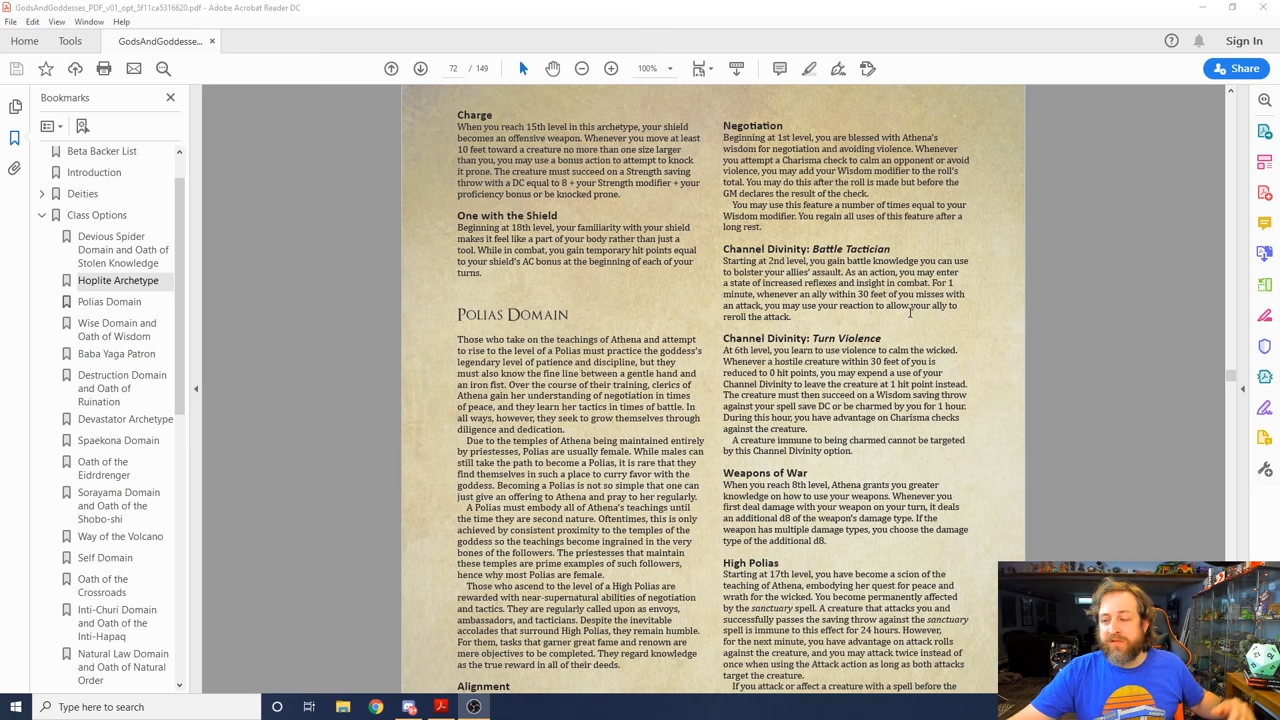 GodsAndGoddesses_PDF_v01_opt_5f11ca5316620.pdf - Adobe Acrobat Reader DC
File Edit View Window Help
Home Tools GodsAndGoddesse... × Sign In
72 / 149 100% Share
Bookmarks
Beta Backer List
Introduction
Deities
Class Options
Devious Spider
Domain and Oath of
Stolen Knowledge
Hoplite Archetype
Polias Domain
Wise Domain and
Oath of Wisdom
Baba Yaga Patron
Destruction Domain
and Oath of
Ruination
Devastator Archetype
Spaekona Domain
Oath of the
Eirdrenger
Sorayama Domain
and Oath of the
Shobo-shi
Way of the Volcano
Self Domain
Oath of the
Crossroads
Inti-Churi Domain
and Oath of the
Inti-Hapaq
Natural Law Domain
and Oath of Natural
Order
Charge
When you reach 15th level in this archetype, your shield
becomes an offensive weapon. Whenever you move at least
10 feet toward a creature no more than one size larger
than you, you may use a bonus action to attempt to knock
it prone. The creature must succeed on a Strength saving
throw with a DC equal to 8 + your Strength modifier + your
proficiency bonus or be knocked prone.
One with the Shield
Beginning at 18th level, your familiarity with your shield
makes it feel like a part of your body rather than just a
tool. While in combat, you gain temporary hit points equal
to your shield's AC bonus at the beginning of each of your
turns.
Polias Domain
Those who take on the teachings of Athena and attempt
to rise to the level of a Polias must practice the goddess's
legendary level of patience and discipline, but they
must also know the fine line between a gentle hand and
an iron fist. Over the course of their training, clerics of
Athena gain her understanding of negotiation in times
of peace, and they learn her tactics in times of battle. In
all ways, however, they seek to grow themselves through
diligence and dedication.
Due to the temples of Athena being maintained entirely
by priestesses, Polias are usually female. While males can
still take the path to become a Polias, it is rare that they
find themselves in such a place to curry favor with the
goddess. Becoming a Polias is not so simple that one can
just give an offering to Athena and pray to her regularly.
A Polias must embody all of Athena's teachings until
the time they are second nature. Oftentimes, this is only
achieved by consistent proximity to the temples of the
goddess so the teachings become ingrained in the very
bones of the followers. The priestesses that maintain
these temples are prime examples of such followers,
hence why most Polias are female.
Those who ascend to the level of a High Polias are
rewarded with near-supernatural abilities of negotiation
and tactics. They are regularly called upon as envoys,
ambassadors, and tacticians. Despite the inevitable
accolades that surround High Polias, they remain humble.
For them, tasks that garner great fame and renown are
mere objectives to be completed. They regard knowledge
as the true reward in all of their deeds.
Alignment
Negotiation
Beginning at 1st level, you are blessed with Athena's
wisdom for negotiation and avoiding violence. Whenever
you attempt a Charisma check to calm an opponent or avoid
violence, you may add your Wisdom modifier to the roll's
total. You may do this after the roll is made but before the
GM declares the result of the check.
You may use this feature a number of times equal to your
Wisdom modifier. You regain all uses of this feature after a
long rest.
Channel Divinity: Battle Tactician
Starting at 2nd level, you gain battle knowledge you can use
to bolster your allies' assault. As an action, you may enter
a state of increased reflexes and insight in combat. For 1
minute, whenever an ally within 30 feet of you misses with
an attack, you may use your reaction to allow your ally to
reroll the attack.
Channel Divinity: Turn Violence
At 6th level, you learn to use violence to calm the wicked.
Whenever a hostile creature within 30 feet of you is
reduced to 0 hit points, you may expend a use of your
Channel Divinity to leave the creature at 1 hit point instead.
The creature must then succeed on a Wisdom saving throw
against your spell save DC or be charmed by you for 1 hour.
During this hour, you have advantage on Charisma checks
against the creature.
A creature immune to being charmed cannot be targeted
by this Channel Divinity option.
Weapons of War
When you reach 8th level, Athena grants you greater
knowledge on how to use your weapons. Whenever you
first deal damage with your weapon on your turn, it deals
an additional d8 of the weapon's damage type. If the
weapon has multiple damage types, you choose the damage
type of the additional d8.
High Polias
Starting at 17th level, you have become a scion of the
teaching of Athena, embodying her quest for peace and
wrath for the wicked. You become permanently affected
by the sanctuary spell. A creature that attacks you and
successfully passes the saving throw against the sanctuary
spell is immune to this effect for 24 hours. However,
for the next minute, you have advantage on attack rolls
against the creature, and you may attack twice instead of
once when using the Attack action as long as both attacks
target the creature.
If you attack or affect a creature with a spell before the
Type here to search